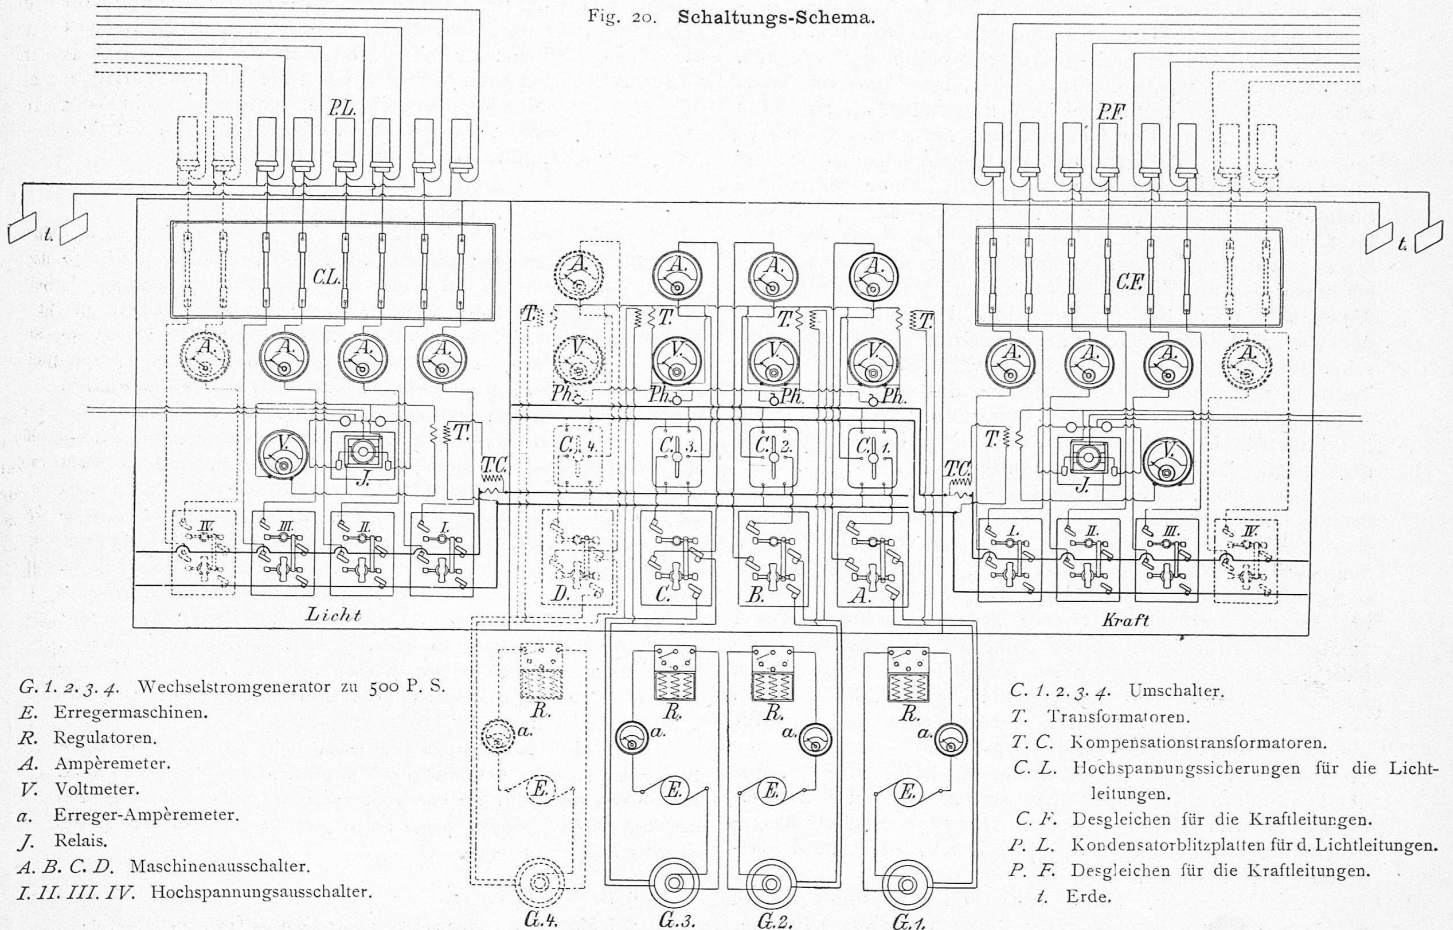 Fig. 20. Schaltungs-Schema.
P.L.
P.F.
t.
t.
C.L.
C.F.
A. A. A. A.
A. A. A. A.
A. A. A. A.
T. T. T. T.
V. V. V. V.
Ph. Ph. Ph. Ph.
V. J. T.
T. J. V.
T.C.
T.C.
C. 4. C. 3. C. 2. C. 1.
IV. III. II. I.
I. II. III. IV.
D. C. B. A.
Licht
Kraft
R. R. R. R.
a. a. a. a.
E. E. E. E.
G.4. G.3. G.2. G.1.
G. 1. 2. 3. 4. Wechselstromgenerator zu 500 P. S.
E. Erregermaschinen.
R. Regulatoren.
A. Ampèremeter.
V. Voltmeter.
a. Erreger-Ampèremeter.
J. Relais.
A. B. C. D. Maschinenausschalter.
I. II. III. IV. Hochspannungsausschalter.
C. 1. 2. 3. 4. Umschalter.
T. Transformatoren.
T. C. Kompensationstransformatoren.
C. L. Hochspannungssicherungen für die Licht-
leitungen.
C. F. Desgleichen für die Kraftleitungen.
P. L. Kondensatorblitzplatten für d. Lichtleitungen.
P. F. Desgleichen für die Kraftleitungen.
t. Erde.